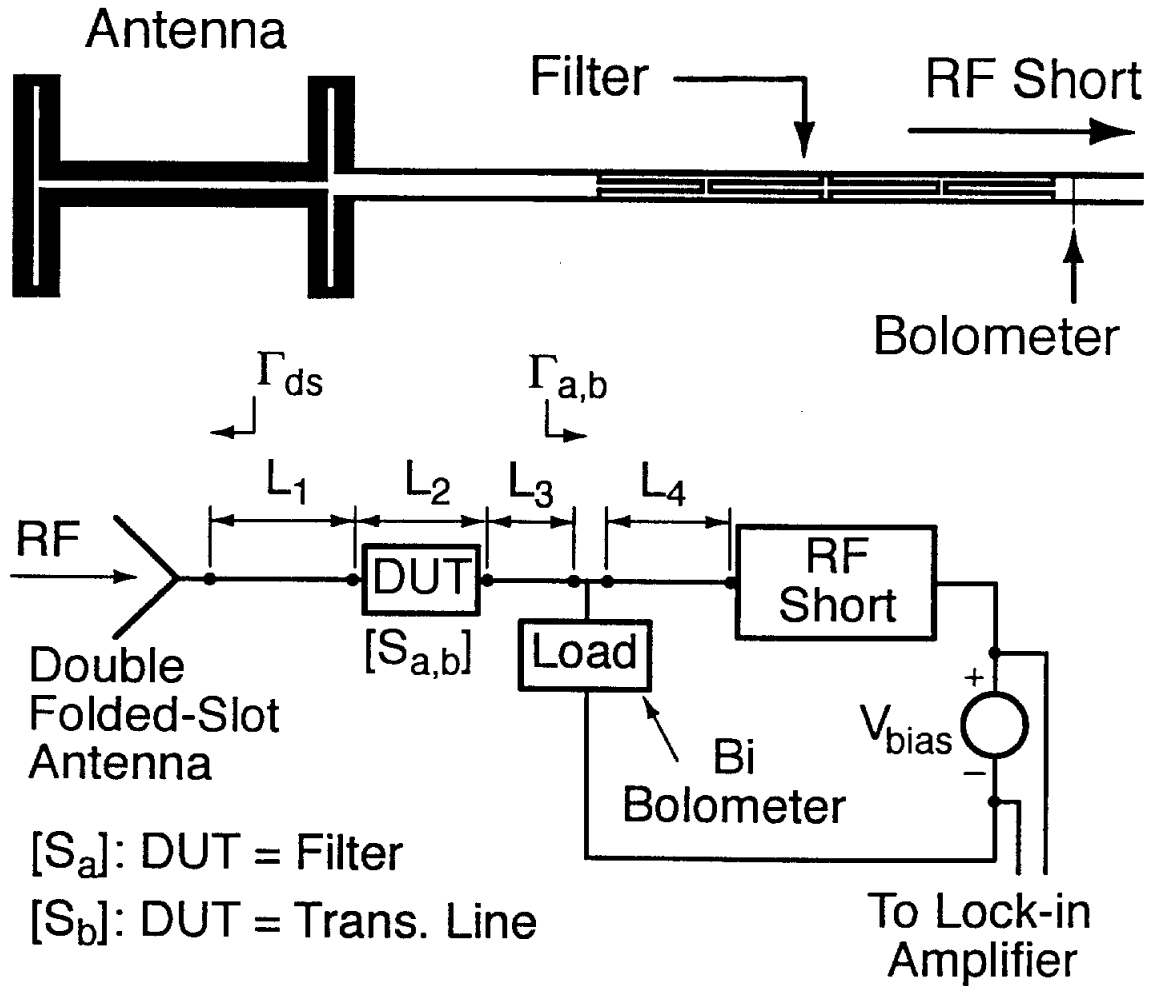 Antenna
Filter
RF Short
Bolometer
Γds
Γa,b
L1
L2
L3
L4
RF
DUT
RF
Short
[Sa,b]
Load
Double
Folded-Slot
Antenna
+
Vbias
−
Bi
Bolometer
[Sa]: DUT = Filter
[Sb]: DUT = Trans. Line
To Lock-in
Amplifier